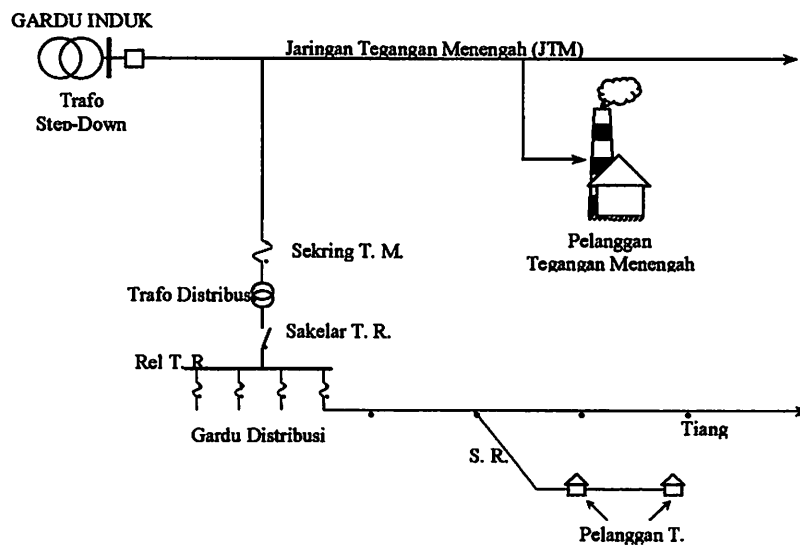 GARDU INDUK
Jaringan Tegangan Menengah (JTM)
Trafo
Step-Down
Pelanggan
Tegangan Menengah
Sekring T. M.
Trafo Distribus
Sakelar T. R.
Rel T. R.
Gardu Distribusi
Tiang
S. R.
Pelanggan T.